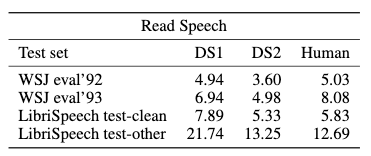 Read Speech
Test set DS1 DS2 Human
WSJ eval’92 4.94 3.60 5.03
WSJ eval’93 6.94 4.98 8.08
LibriSpeech test-clean 7.89 5.33 5.83
LibriSpeech test-other 21.74 13.25 12.69